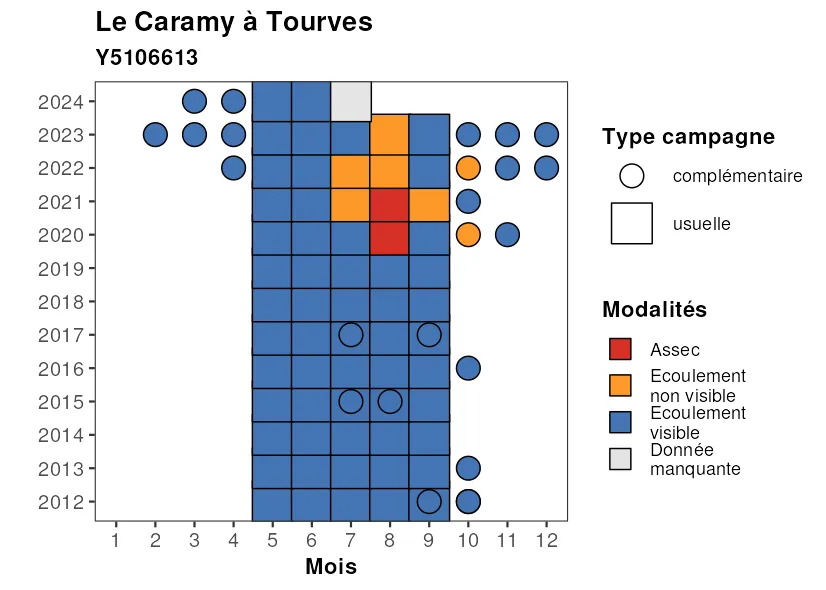 Le Caramy à Tourves
Y5106613
2024
2023
2022
2021
2020
2019
2018
2017
2016
2015
2014
2013
2012
1 2 3 4 5 6 7 8 9 10 11 12
Mois
Type campagne
complémentaire
usuelle
Modalités
Assec
Ecoulement
non visible
Ecoulement
visible
Donnée
manquante